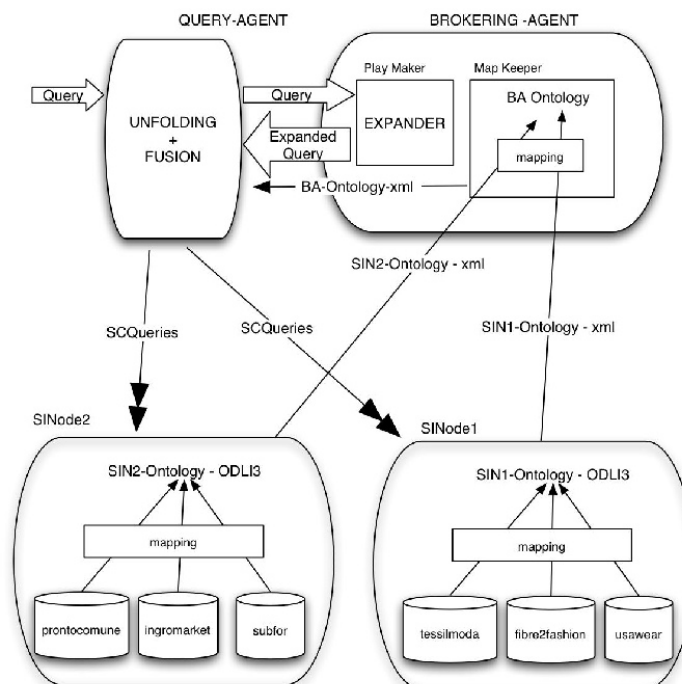 QUERY-AGENT
BROKERING -AGENT
Play Maker
Map Keeper
Query
Query
BA Ontology
UNFOLDING
+
FUSION
EXPANDER
Expanded
Query
mapping
BA-Ontology-xml
SIN2-Ontology - xml
SIN1-Ontology - xml
SCQueries
SCQueries
SINode2
SINode1
SIN2-Ontology - ODLI3
SIN1-Ontology - ODLI3
mapping
mapping
prontocomune
ingromarket
subfor
tessilmoda
fibre2fashion
usawear